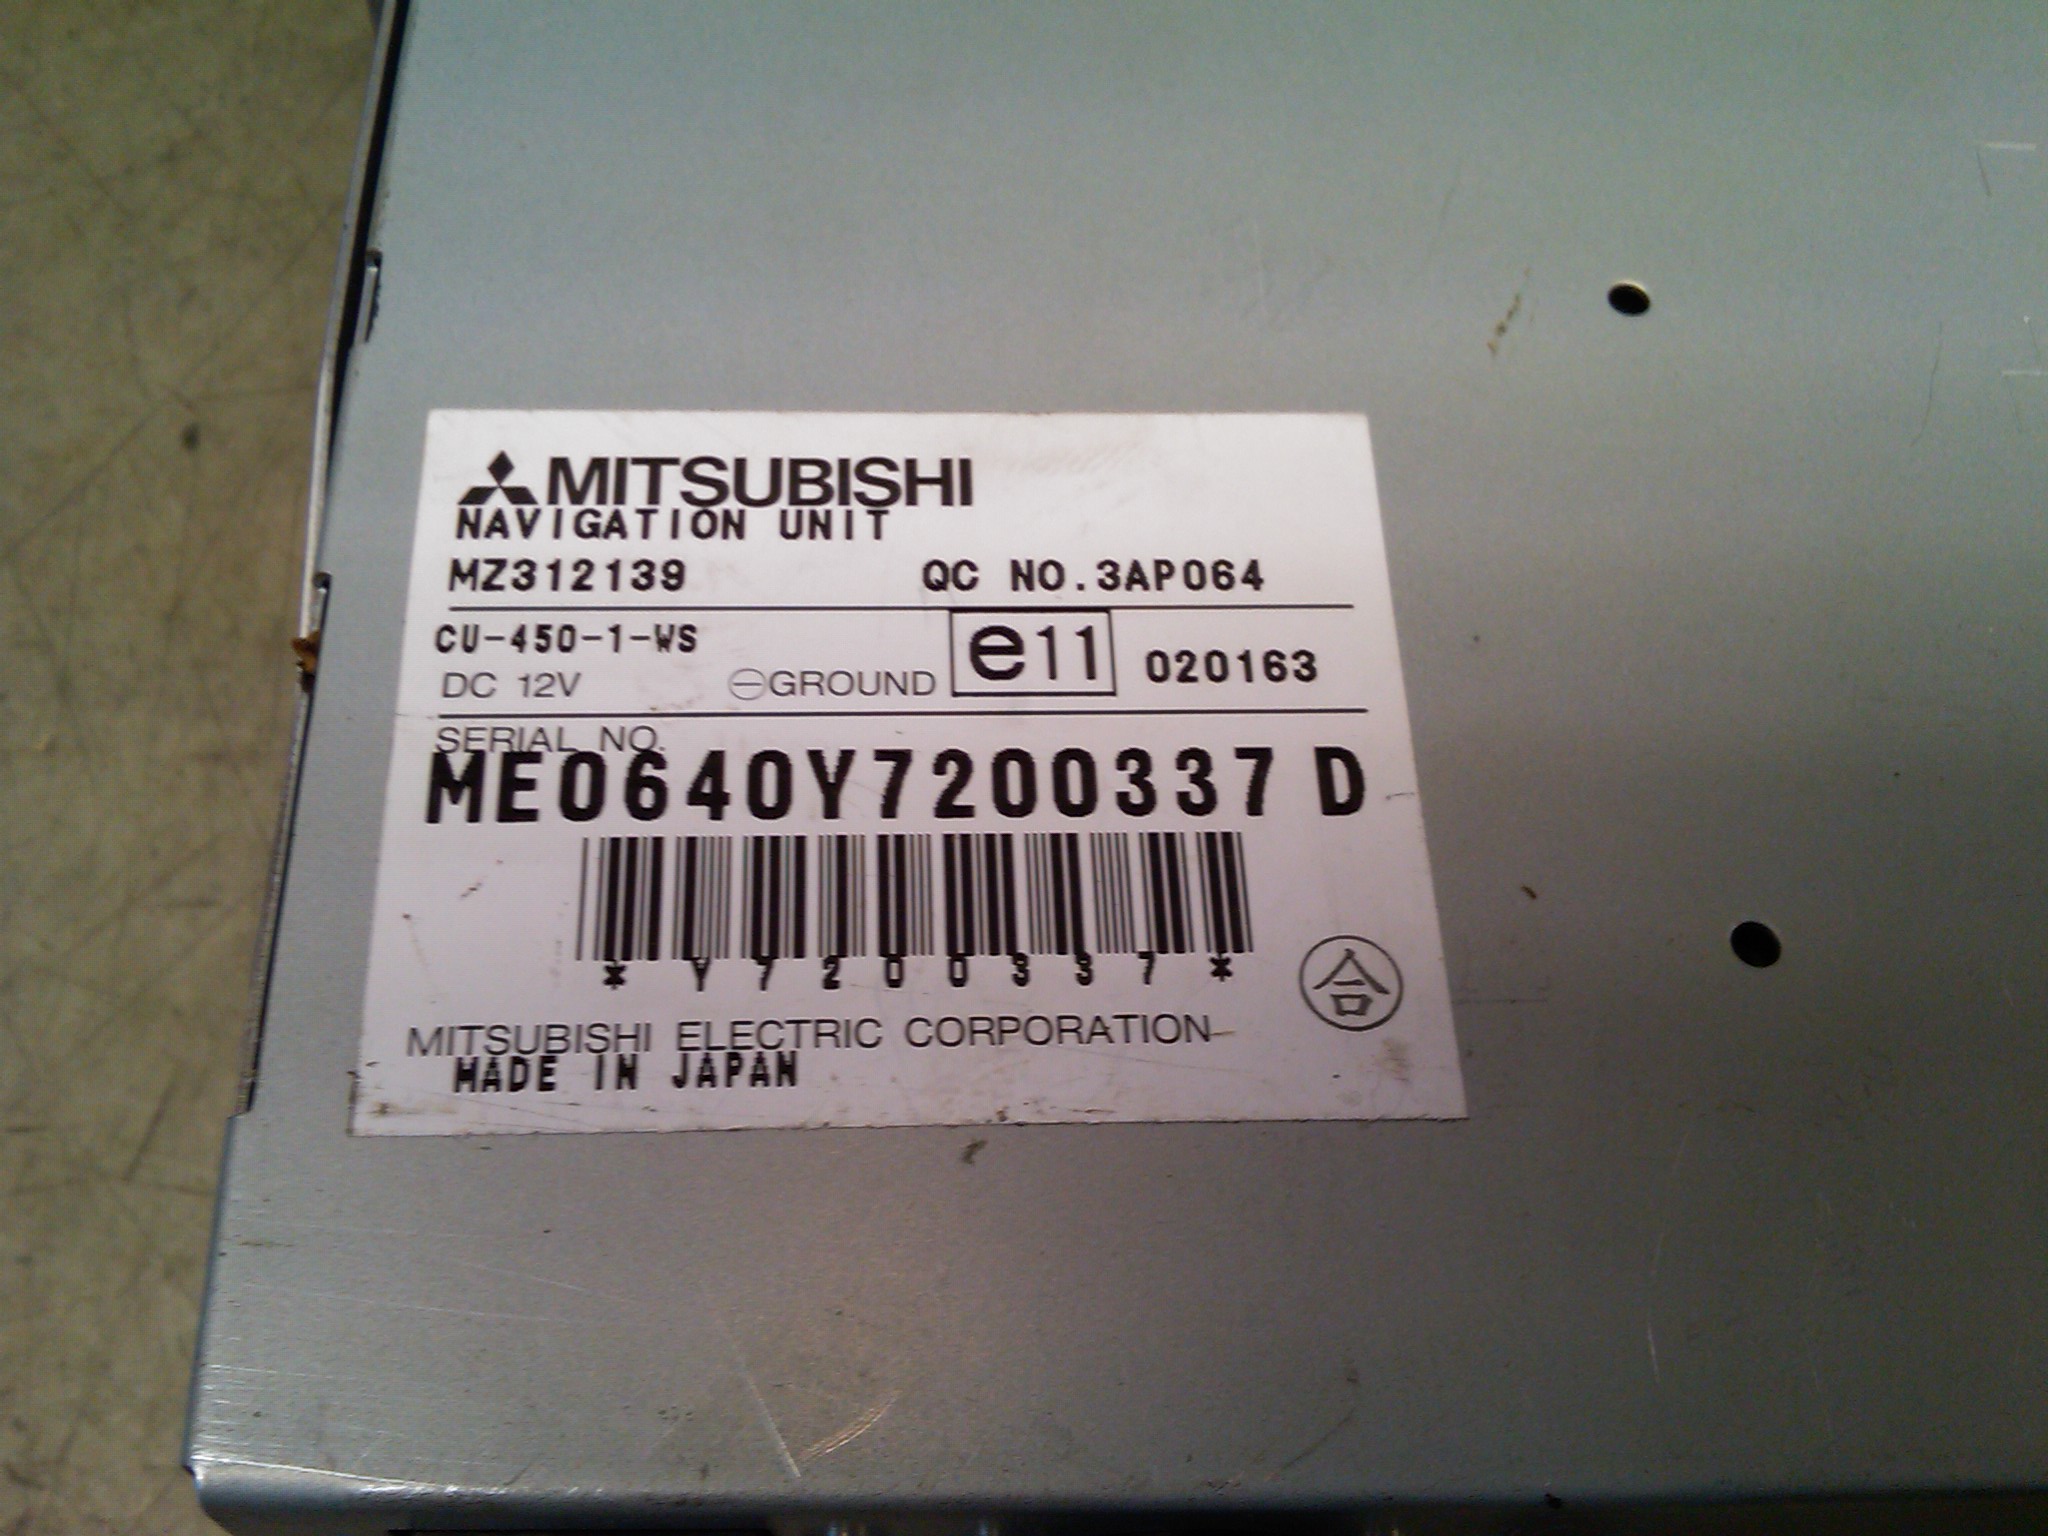 MITSUBISHI
NAVIGATION UNIT
MZ312139 QC NO.3AP064
CU-450-1-WS e11 020163
DC 12V ⊖GROUND
SERIAL NO.
ME0640Y7200337 D
*Y7200337*
合
MITSUBISHI ELECTRIC CORPORATION
MADE IN JAPAN